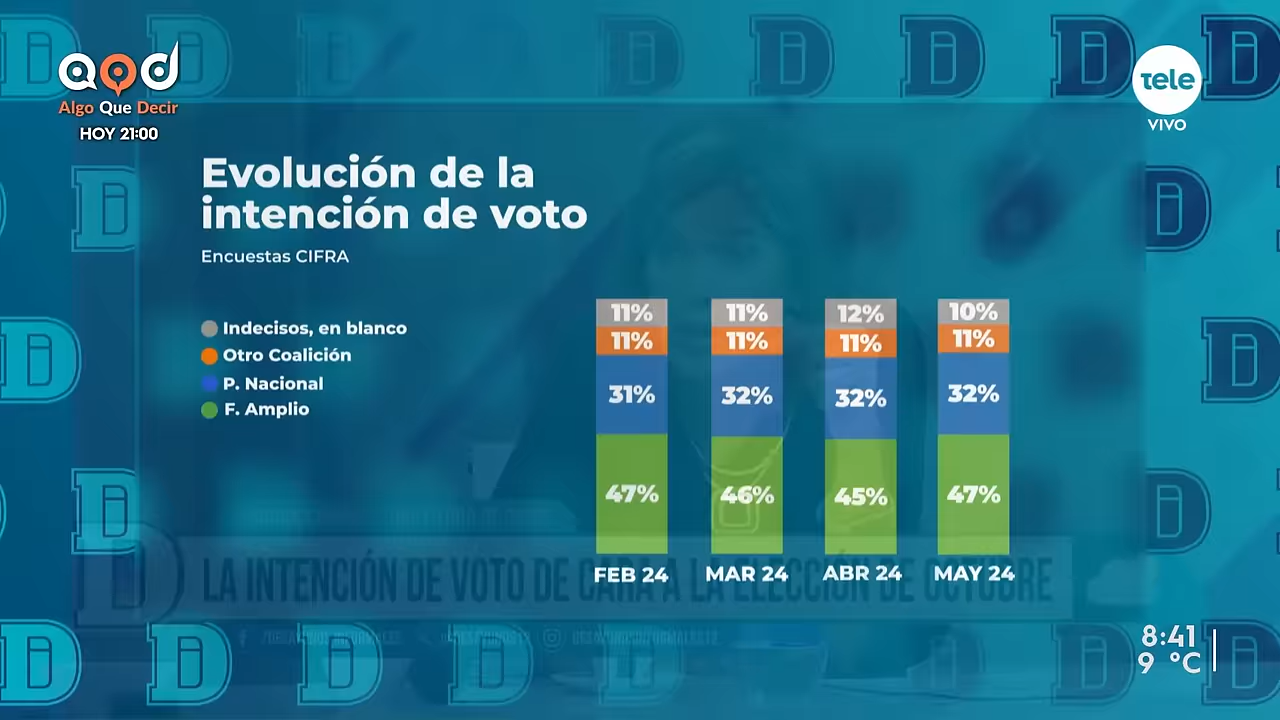 aqd
Algo Que Decir
HOY 21:00
tele
VIVO
Evolución de la
intención de voto
Encuestas CIFRA
Indecisos, en blanco
Otro Coalición
P. Nacional
F. Amplio
11% 11% 12% 10%
11% 11% 11% 11%
31% 32% 32% 32%
47% 46% 45% 47%
FEB 24 MAR 24 ABR 24 MAY 24
LA INTENCIÓN DE VOTO DE CARA A LA ELECCIÓN DE OCTUBRE
8:41
9 °C